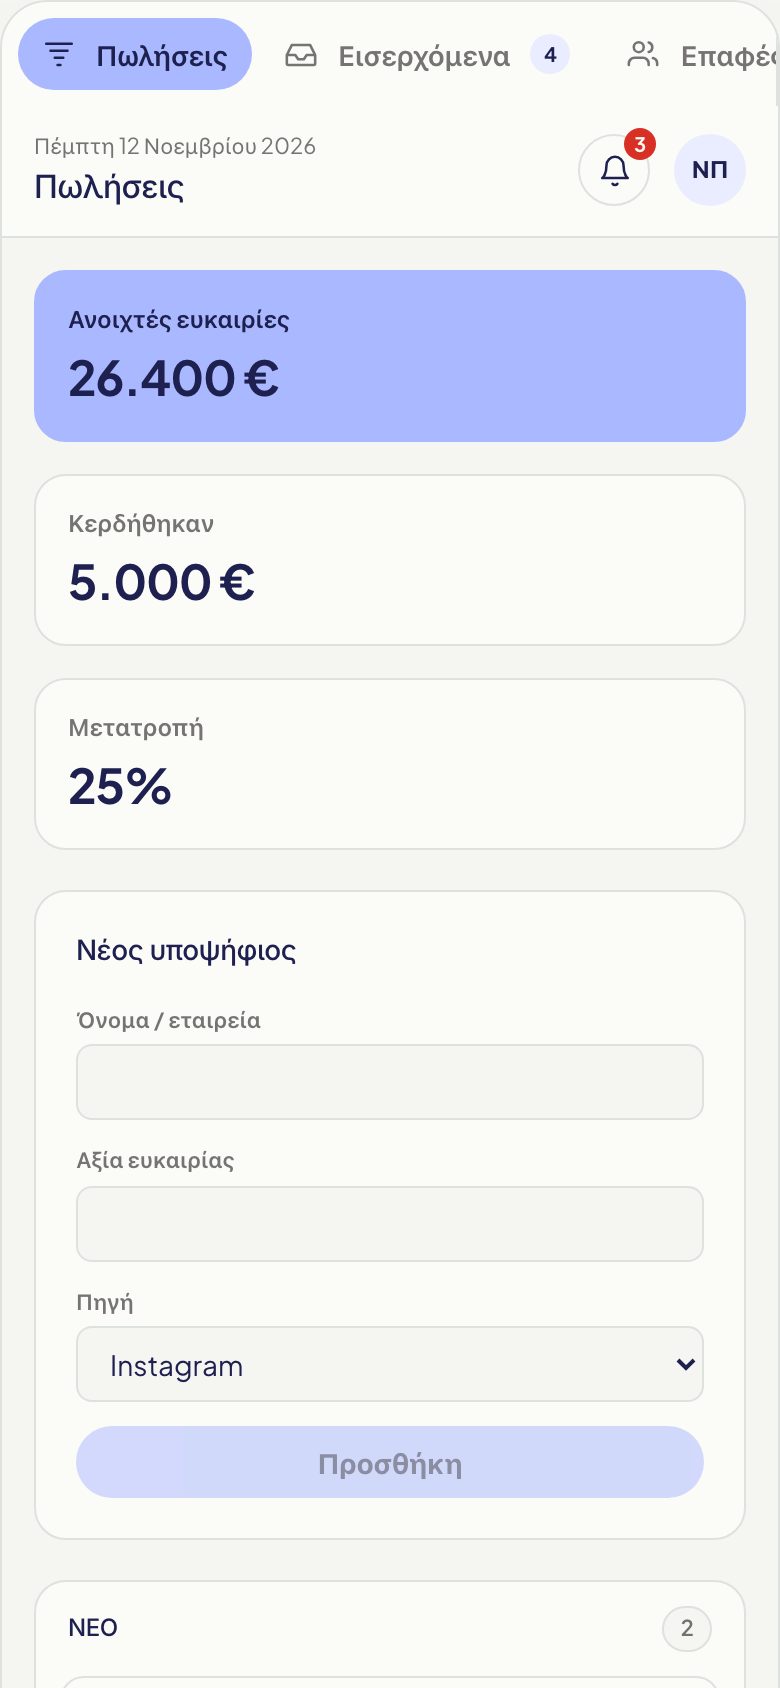 Πωλήσεις
Εισερχόμενα 4
Επαφές
Πέμπτη 12 Νοεμβρίου 2026
Πωλήσεις
3
ΝΠ
Ανοιχτές ευκαιρίες
26.400 €
Κερδήθηκαν
5.000 €
Μετατροπή
25%
Νέος υποψήφιος
Όνομα / εταιρεία
Αξία ευκαιρίας
Πηγή
Instagram
Προσθήκη
ΝΕΟ
2